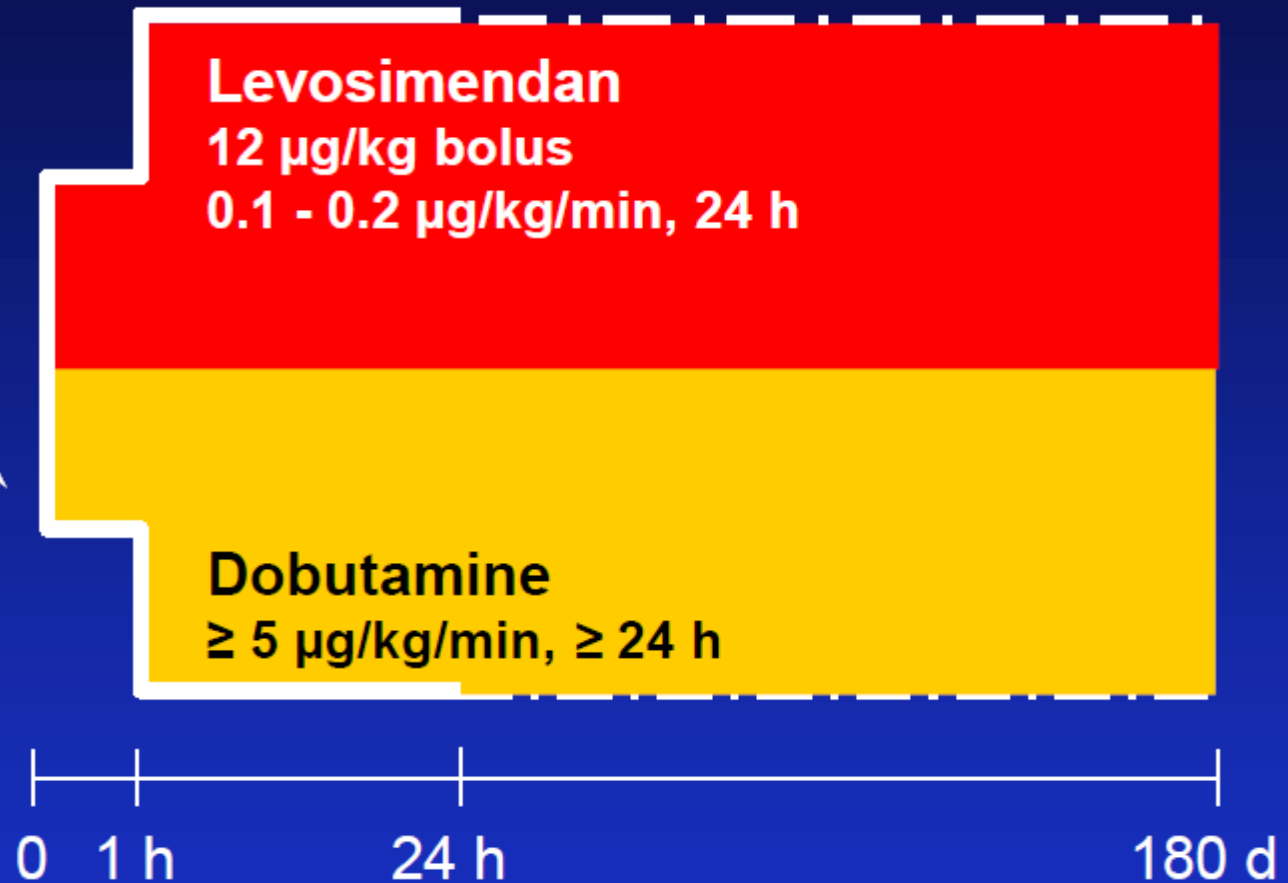 Levosimendan
12 µg/kg bolus
0.1 - 0.2 µg/kg/min, 24 h
Dobutamine
≥ 5 µg/kg/min, ≥ 24 h
0 1 h 24 h 180 d